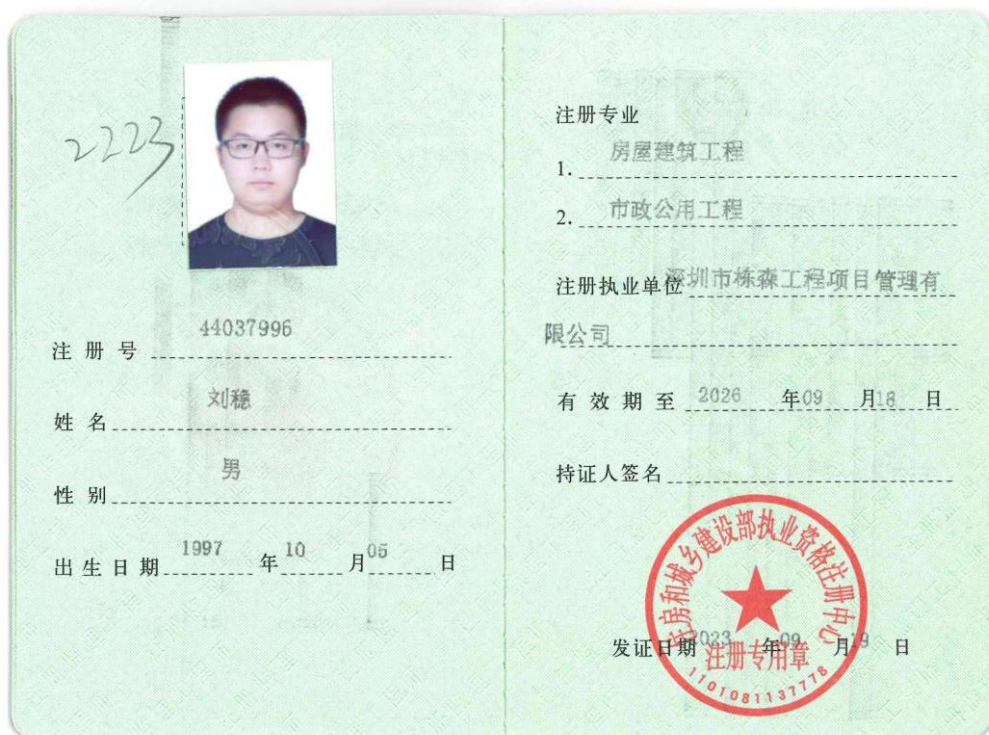 2223
注 册 号 44037996
姓 名 刘稳
性 别 男
出 生 日 期 1997 年 10 月 05 日
注册专业
1. 房屋建筑工程
2. 市政公用工程
注册执业单位 深圳市栋森工程项目管理有
限公司
有 效 期 至 2026 年 09 月 18 日
持证人签名
住房和城乡建设部执业资格注册中心
发证日期 2023 年 09 月 19 日
注册专用章
1101081137778